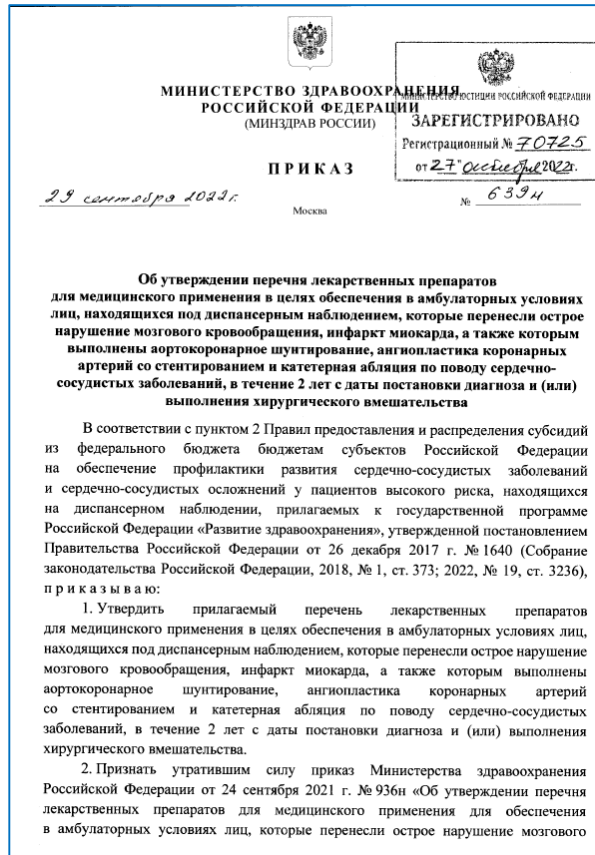 МИНИСТЕРСТВО ЗДРАВООХРАНЕНИЯ
РОССИЙСКОЙ ФЕДЕРАЦИИ
(МИНЗДРАВ РОССИИ)
МИНИСТЕРСТВО ЮСТИЦИИ РОССИЙСКОЙ ФЕДЕРАЦИИ
ЗАРЕГИСТРИРОВАНО
Регистрационный № 70725
от "27" октября 2022г.
ПРИКАЗ
29 сентября 2022г.
№ 639н
Москва
Об утверждении перечня лекарственных препаратов
для медицинского применения в целях обеспечения в амбулаторных условиях
лиц, находящихся под диспансерным наблюдением, которые перенесли острое
нарушение мозгового кровообращения, инфаркт миокарда, а также которым
выполнены аортокоронарное шунтирование, ангиопластика коронарных
артерий со стентированием и катетерная абляция по поводу сердечно-
сосудистых заболеваний, в течение 2 лет с даты постановки диагноза и (или)
выполнения хирургического вмешательства
В соответствии с пунктом 2 Правил предоставления и распределения субсидий
из федерального бюджета бюджетам субъектов Российской Федерации
на обеспечение профилактики развития сердечно-сосудистых заболеваний
и сердечно-сосудистых осложнений у пациентов высокого риска, находящихся
на диспансерном наблюдении, прилагаемых к государственной программе
Российской Федерации «Развитие здравоохранения», утвержденной постановлением
Правительства Российской Федерации от 26 декабря 2017 г. № 1640 (Собрание
законодательства Российской Федерации, 2018, № 1, ст. 373; 2022, № 19, ст. 3236),
п р и к а з ы в а ю:
1. Утвердить прилагаемый перечень лекарственных препаратов
для медицинского применения в целях обеспечения в амбулаторных условиях лиц,
находящихся под диспансерным наблюдением, которые перенесли острое нарушение
мозгового кровообращения, инфаркт миокарда, а также которым выполнены
аортокоронарное шунтирование, ангиопластика коронарных артерий
со стентированием и катетерная абляция по поводу сердечно-сосудистых
заболеваний, в течение 2 лет с даты постановки диагноза и (или) выполнения
хирургического вмешательства.
2. Признать утратившим силу приказ Министерства здравоохранения
Российской Федерации от 24 сентября 2021 г. № 936н «Об утверждении перечня
лекарственных препаратов для медицинского применения для обеспечения
в амбулаторных условиях лиц, которые перенесли острое нарушение мозгового